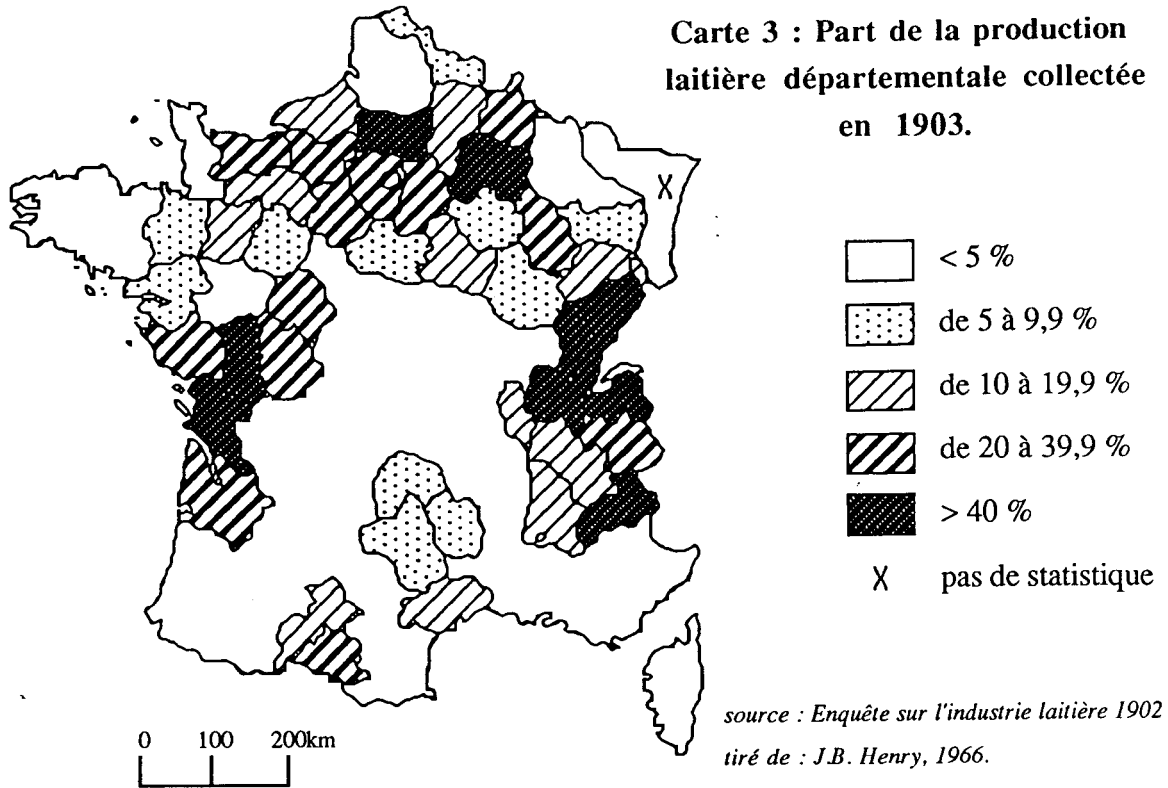 Carte 3 : Part de la production
laitière départementale collectée
en 1903.
X
< 5 %
de 5 à 9,9 %
de 10 à 19,9 %
de 20 à 39,9 %
> 40 %
X pas de statistique
source : Enquête sur l'industrie laitière 1902
tiré de : J.B. Henry, 1966.
0 100 200km